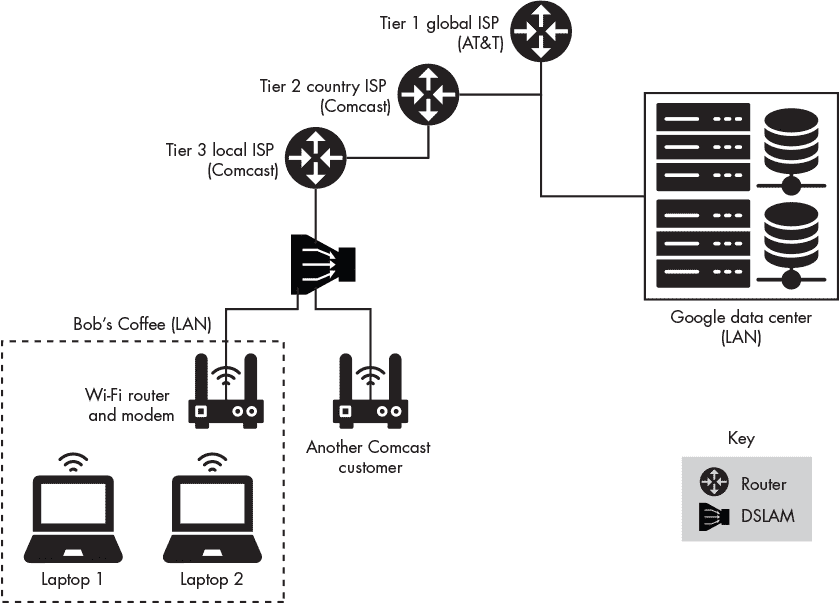 Tier 1 global ISP
(AT&T)
Tier 2 country ISP
(Comcast)
Tier 3 local ISP
(Comcast)
Google data center
(LAN)
Bob’s Coffee (LAN)
Wi-Fi router
and modem
Another Comcast
customer
Laptop 1
Laptop 2
Key
Router
DSLAM